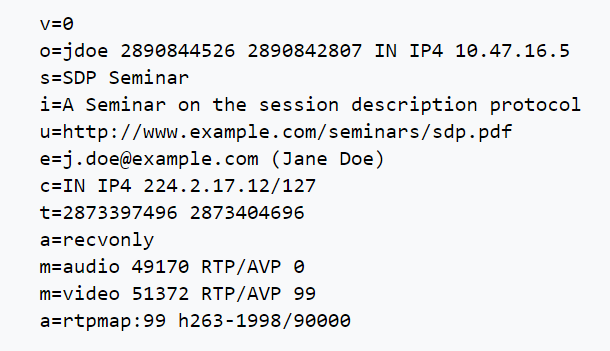 v=0
o=jdoe 2890844526 2890842807 IN IP4 10.47.16.5
s=SDP Seminar
i=A Seminar on the session description protocol
u=http://www.example.com/seminars/sdp.pdf
e=j.doe@example.com (Jane Doe)
c=IN IP4 224.2.17.12/127
t=2873397496 2873404696
a=recvonly
m=audio 49170 RTP/AVP 0
m=video 51372 RTP/AVP 99
a=rtpmap:99 h263-1998/90000